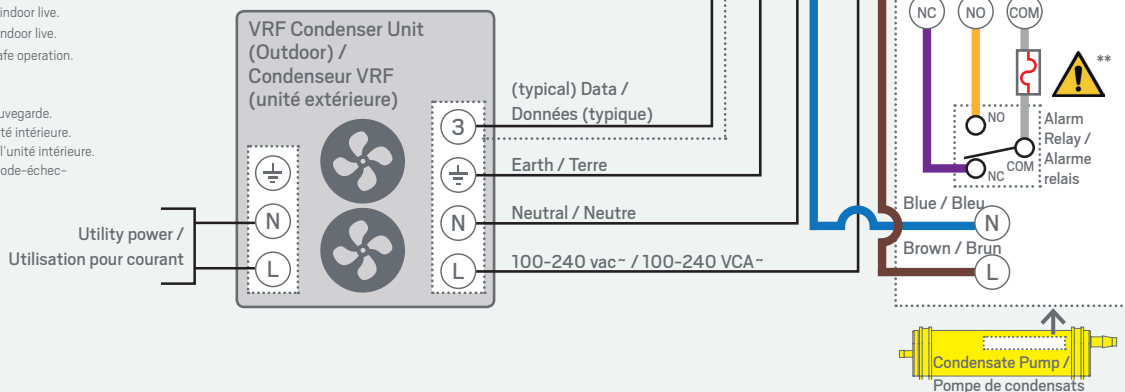 indoor live.
ndoor live.
afe operation.
uvegarde.
té intérieure.
l'unité intérieure.
ode-échec-
VRF Condenser Unit
(Outdoor) /
Condenseur VRF
(unité extérieure)
N
L
3
N
L
Utility power /
Utilisation pour courant
(typical) Data /
Données (typique)
Earth / Terre
Neutral / Neutre
100-240 vac~ / 100-240 VCA~
NC
NO
COM
**
NO
COM
NC
Alarm
Relay /
Alarme
relais
Blue / Bleu
N
Brown / Brun
L
Condensate Pump /
Pompe de condensats